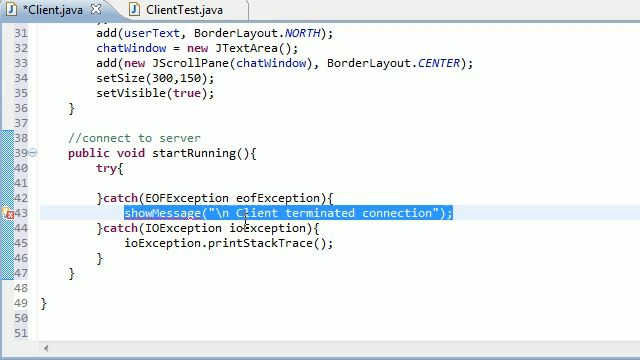 *Client.java ClientTest.java
30 );
31 add(userText, BorderLayout.NORTH);
32 chatWindow = new JTextArea();
33 add(new JScrollPane(chatWindow), BorderLayout.CENTER);
34 setSize(300,150);
35 setVisible(true);
36 }
37
38 //connect to server
39 public void startRunning(){
40 try{
41
42 }catch(EOFException eofException){
43 showMessage("\n Client terminated connection");
44 }catch(IOException ioException){
45 ioException.printStackTrace();
46 }
47 }
48
49 }
50
51